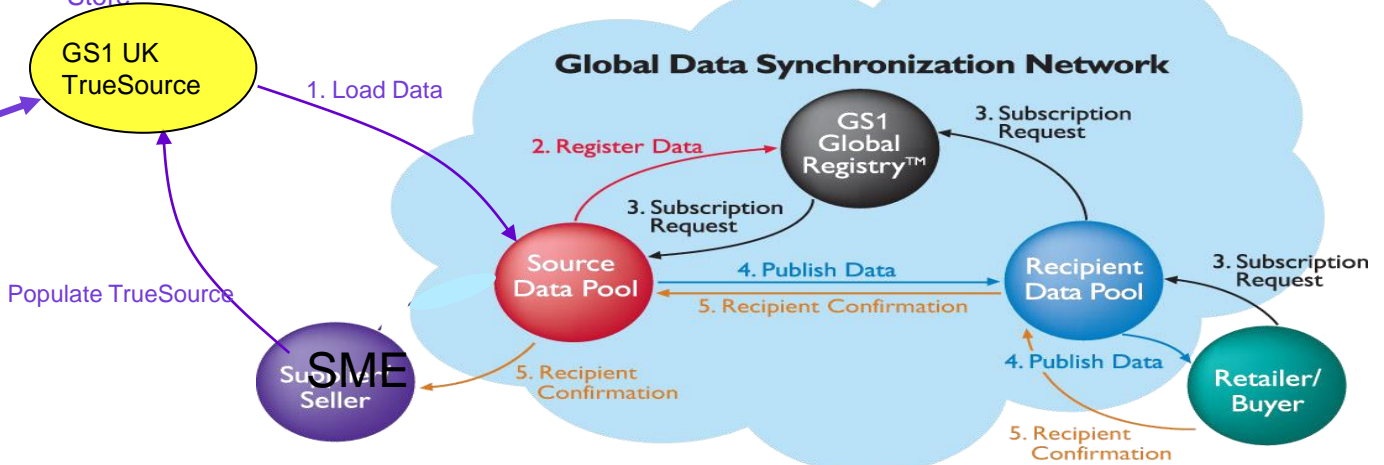 Store
GS1 UK
TrueSource
1. Load Data
Global Data Synchronization Network
GS1
Global
Registry™
3. Subscription
Request
2. Register Data
3. Subscription
Request
Source
Data Pool
4. Publish Data
5. Recipient Confirmation
Recipient
Data Pool
3. Subscription
Request
Populate TrueSource
Supplier/
SME
Seller
5. Recipient
Confirmation
4. Publish Data
Retailer/
Buyer
5. Recipient
Confirmation